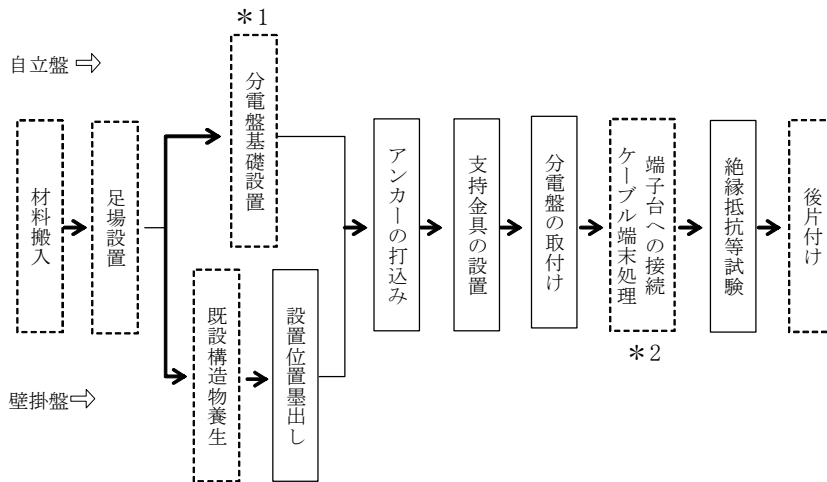 ＊1
自立盤
分電盤基礎設置
材料搬入
足場設置
アンカーの打込み
支持金具の設置
分電盤の取付け
端子台への接続
ケーブル端末処理
絶縁抵抗等試験
後片付け
＊2
既設構造物養生
設置位置墨出し
壁掛盤